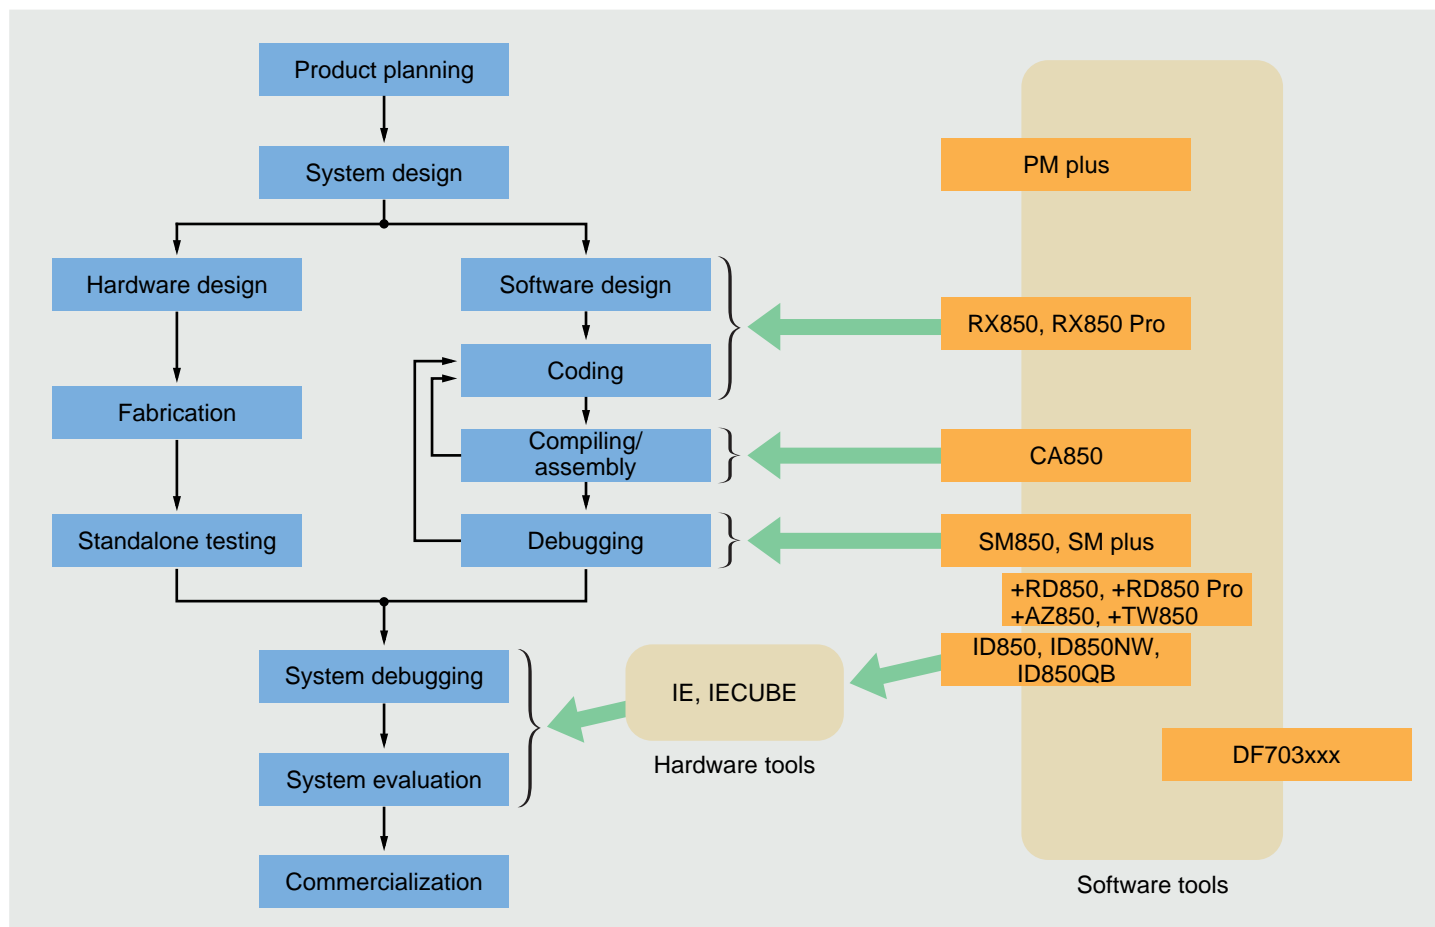 Product planning
System design
Hardware design
Software design
Fabrication
Coding
Compiling/
assembly
Standalone testing
Debugging
System debugging
System evaluation
Commercialization
IE, IECUBE
Hardware tools
PM plus
RX850, RX850 Pro
CA850
SM850, SM plus
+RD850, +RD850 Pro
+AZ850, +TW850
ID850, ID850NW,
ID850QB
DF703xxx
Software tools